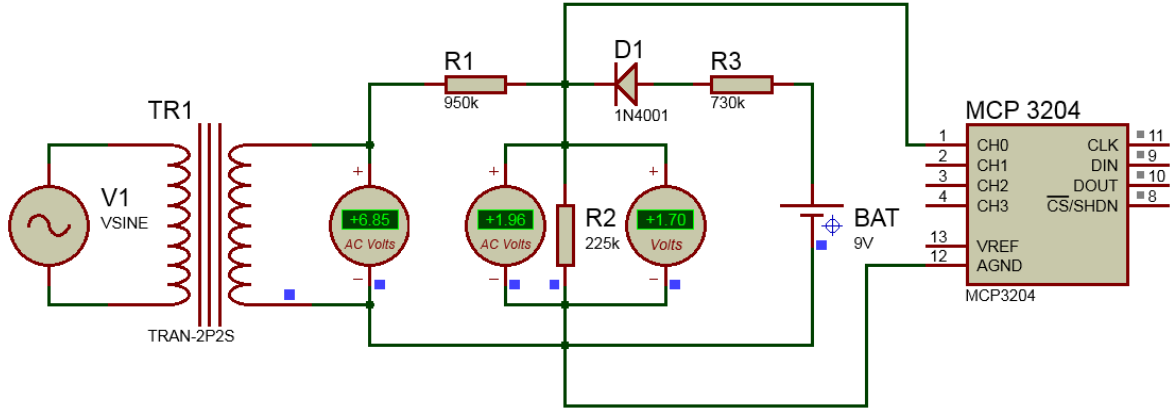 TR1
TRAN-2P2S
V1
VSINE
+6.85
AC Volts
R1
950k
+1.96
AC Volts
R2
225k
+1.70
Volts
D1
1N4001
R3
730k
BAT
9V
MCP 3204
1 CH0 CLK 11
2 CH1 DIN 9
3 CH2 DOUT 10
4 CH3 CS/SHDN 8
13 VREF
12 AGND
MCP3204